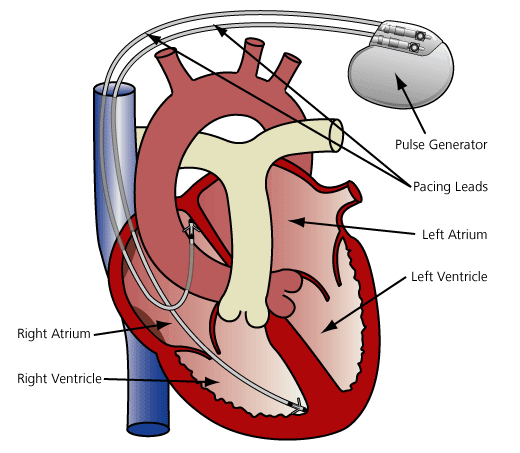 Pulse Generator
Pacing Leads
Left Atrium
Left Ventricle
Right Atrium
Right Ventricle